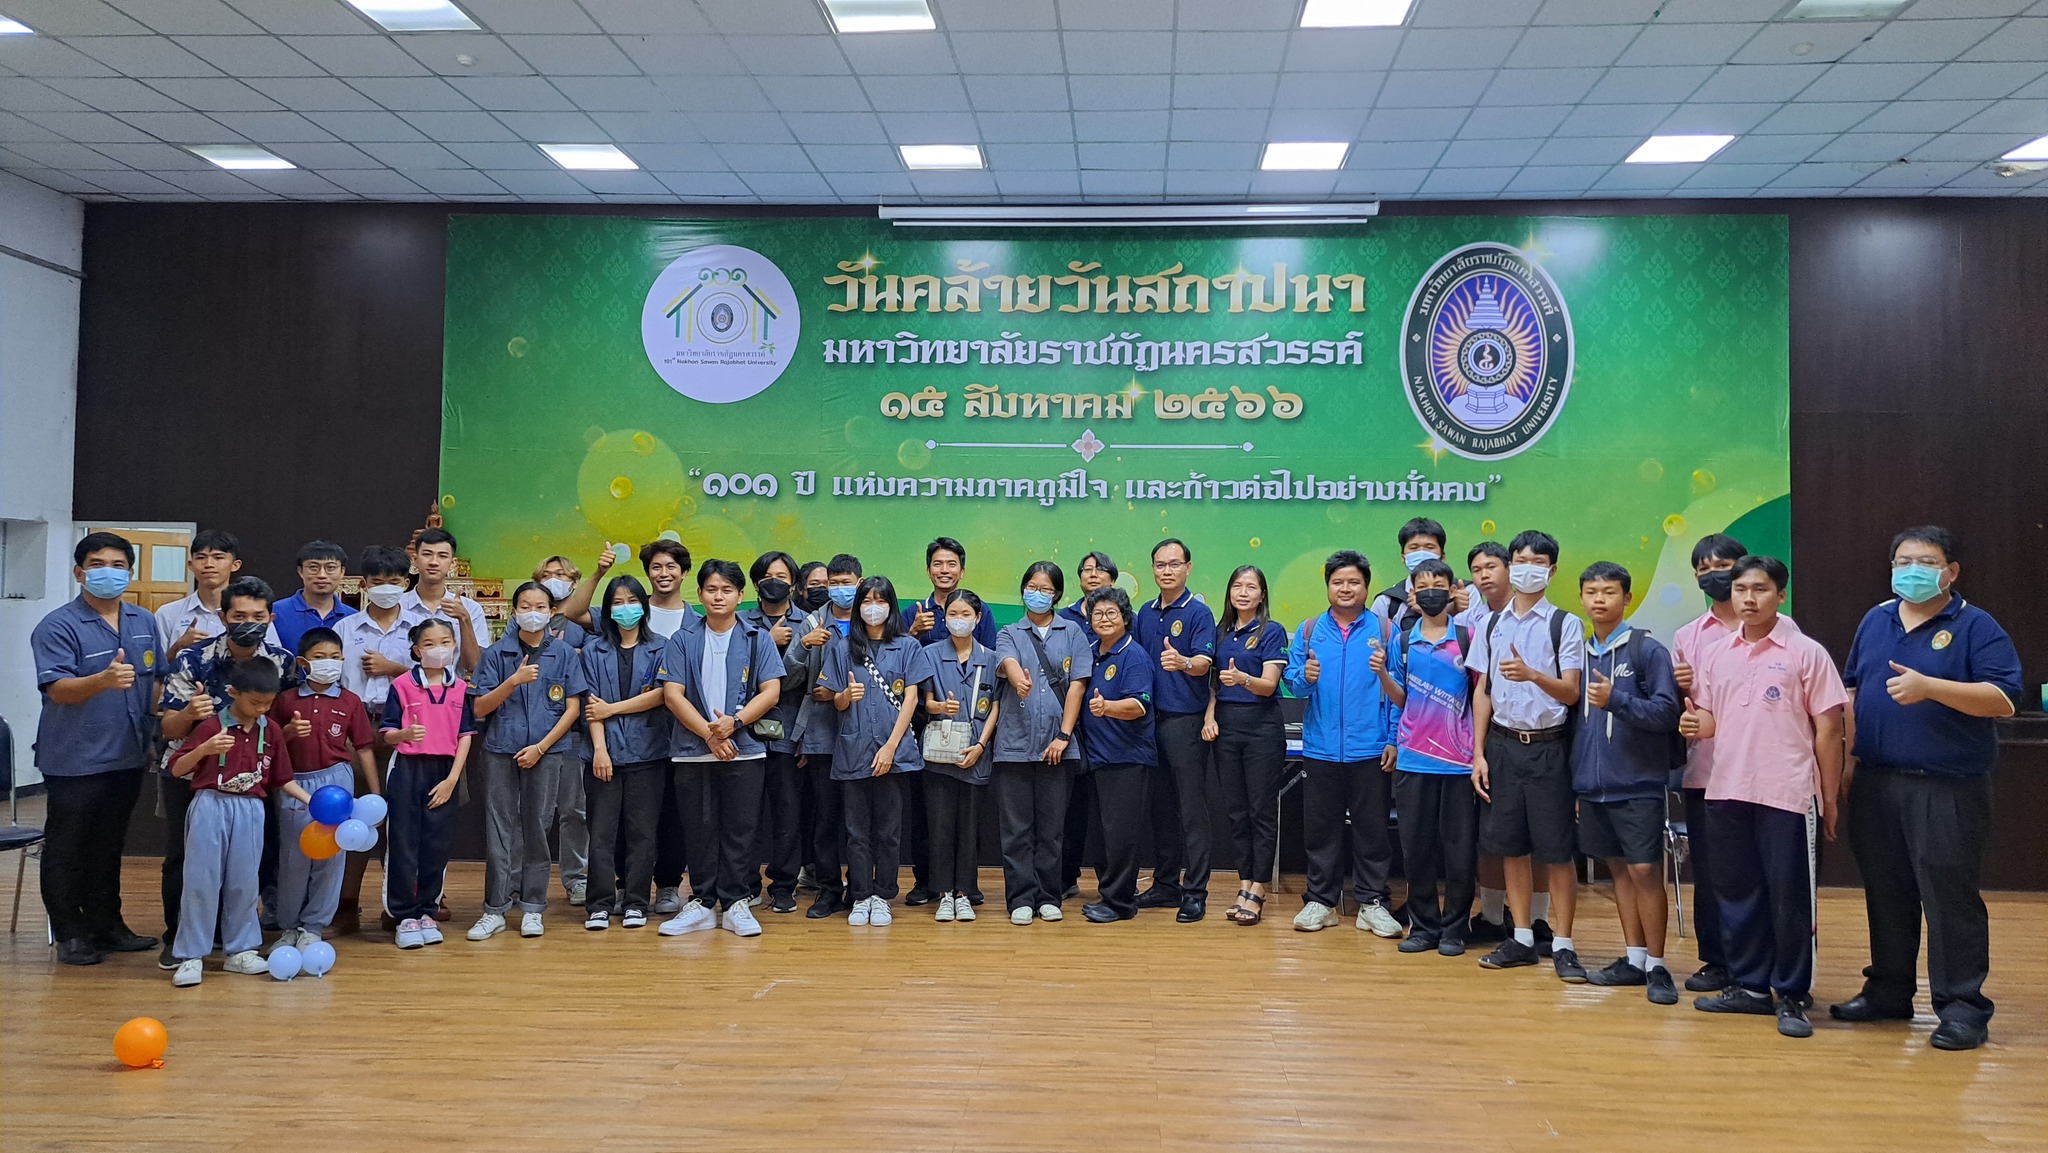 ๑๐๑
มหาวิทยาลัยราชภัฏนครสวรรค์
101st Nakhon Sawan Rajabhat University
วันคล้ายวันสถาปนา
มหาวิทยาลัยราชภัฏนครสวรรค์
๑๕ สิงหาคม ๒๕๖๖
“๑๐๑ ปี แห่งความภาคภูมิใจ และก้าวต่อไปอย่างมั่นคง”
มหาวิทยาลัยราชภัฏนครสวรรค์
NAKHON SAWAN RAJABHAT UNIVERSITY